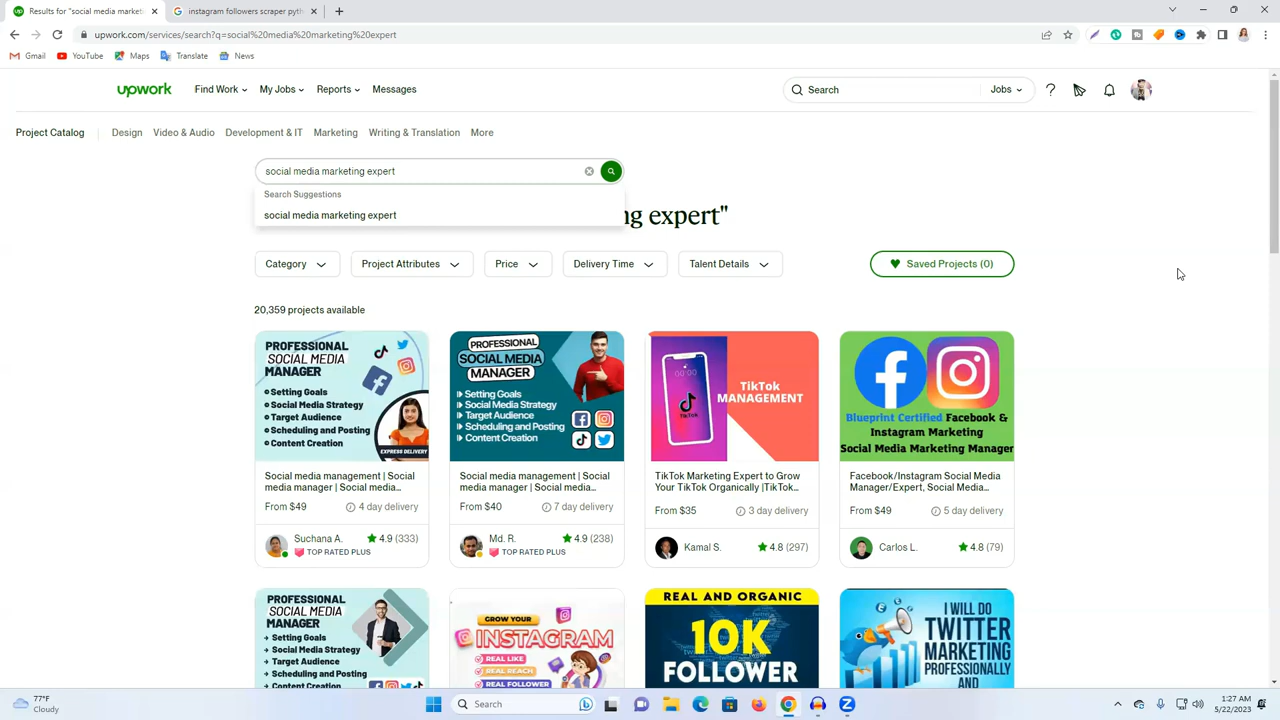 Results for "social media market
instagram followers scraper pyth
upwork.com/services/search?q=social%20media%20marketing%20expert
Gmail
YouTube
Maps
Translate
News
upwork
Find Work
My Jobs
Reports
Messages
Search
Jobs
Project Catalog
Design
Video & Audio
Development & IT
Marketing
Writing & Translation
More
social media marketing expert
Search Suggestions
social media marketing expert
ng expert"
Category
Project Attributes
Price
Delivery Time
Talent Details
Saved Projects (0)
20,359 projects available
PROFESSIONAL
SOCIAL MEDIA
MANAGER
Setting Goals
Social Media Strategy
Target Audience
Scheduling and Posting
Content Creation
EXPRESS DELIVERY
Social media management | Social
media manager | Social media...
From $49
4 day delivery
Suchana A.
4.9 (333)
TOP RATED PLUS
PROFESSIONAL
SOCIAL MEDIA
MANAGER
Setting Goals
Social Media Strategy
Target Audience
Scheduling and Posting
Content Creation
Social media management | Social
media manager | Social media...
From $40
7 day delivery
Md. R.
4.9 (238)
TOP RATED PLUS
00:00
TikTok
MANAGEMENT
TikTok Marketing Expert to Grow
Your TikTok Organically |TikTok...
From $35
3 day delivery
Kamal S.
4.8 (297)
Blueprint Certified Facebook &
Instagram Marketing
Social Media Marketing Manager
Facebook/Instagram Social Media
Manager/Expert, Social Media...
From $49
5 day delivery
Carlos L.
4.8 (79)
PROFESSIONAL
SOCIAL MEDIA
MANAGER
Setting Goals
Social Media Strategy
Target Audience
Scheduling and Posting
Content Creation
GROW YOUR
INSTAGRAM
REAL LIKE
REAL REACH
REAL FOLLOWER
REAL AND ORGANIC
10K
FOLLOWER
I WILL DO
TWITTER
MARKETING
PROFESSIONALLY
AND
77°F
Cloudy
Search
1:27 AM
5/22/2023